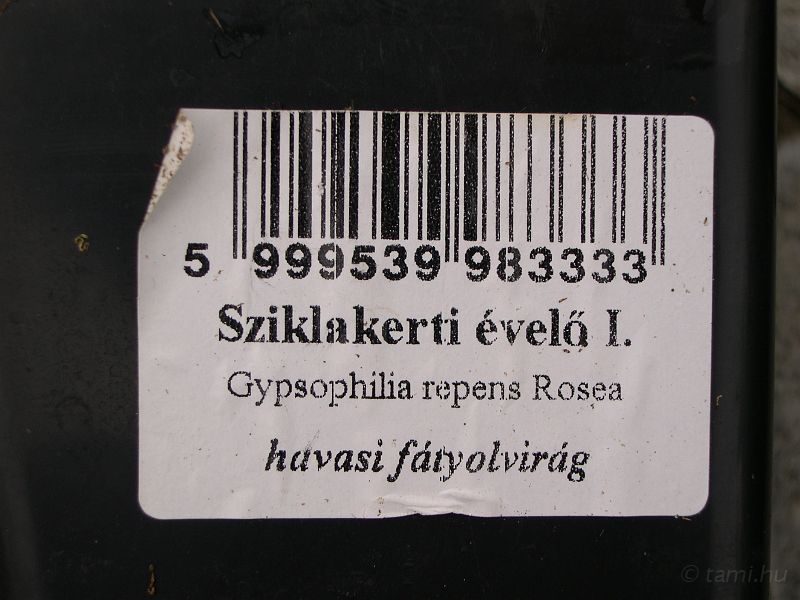 5 999539 983333
Sziklakerti évelő I.
Gypsophilia repens Rosea
havasi fátyolvirág
© tami.hu